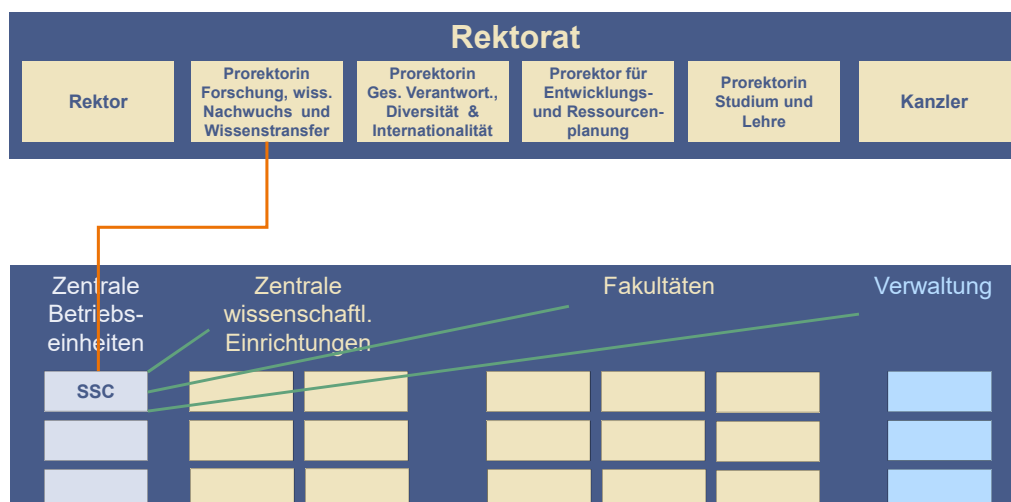 Rektorat
Rektor
Prorektorin
Forschung, wiss.
Nachwuchs und
Wissenstransfer
Prorektorin
Ges. Verantwort.,
Diversität &
Internationalität
Prorektor für
Entwicklungs-
und Ressourcen-
planung
Prorektorin
Studium und
Lehre
Kanzler
Zentrale
Betriebs-
einheiten
Zentrale
wissenschaftl.
Einrichtungen
Fakultäten
Verwaltung
SSC